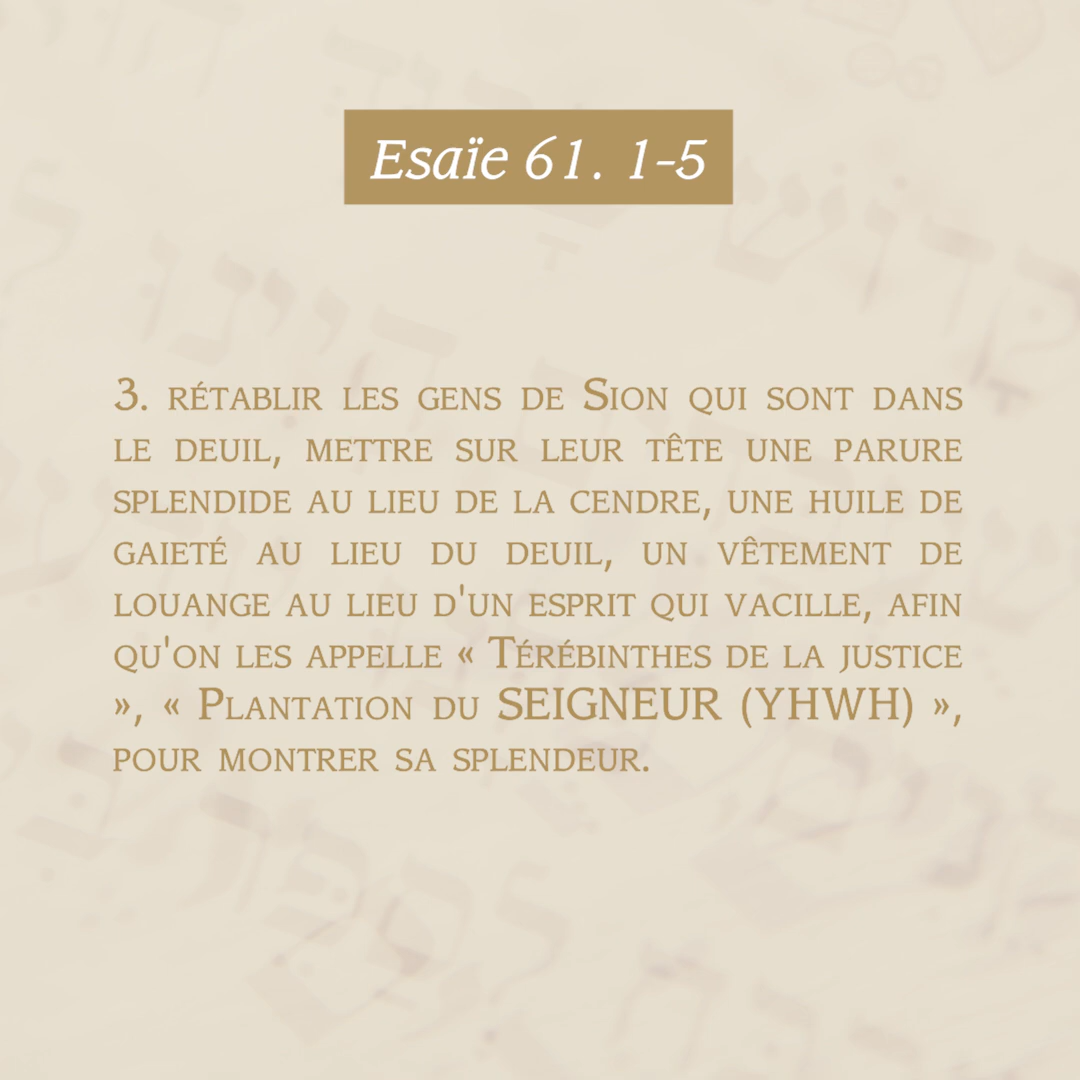 Esaïe 61. 1-5
3. rétablir les gens de Sion qui sont dans
le deuil, mettre sur leur tête une parure
splendide au lieu de la cendre, une huile de
gaieté au lieu du deuil, un vêtement de
louange au lieu d'un esprit qui vacille, afin
qu'on les appelle « Térébinthes de la justice
», « Plantation du SEIGNEUR (YHWH) »,
pour montrer sa splendeur.